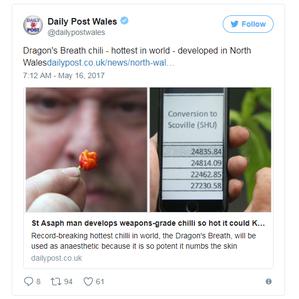 Daily Post Wales
@dailypostwales
Follow
Dragon's Breath chili - hottest in world - developed in North
Walesdailypost.co.uk/news/north-wal…
7:12 AM - May 16, 2017
DAILY
POST
Conversion to
Scoville (SHU)
24835.84
24814.09
22462.85
27230.58
St Asaph man develops weapons-grade chilli so hot it could K...
Record-breaking hottest chilli in world, the Dragon's Breath, will be
used as anaesthetic because it is so potent it numbs the skin
dailypost.co.uk
8
94
61